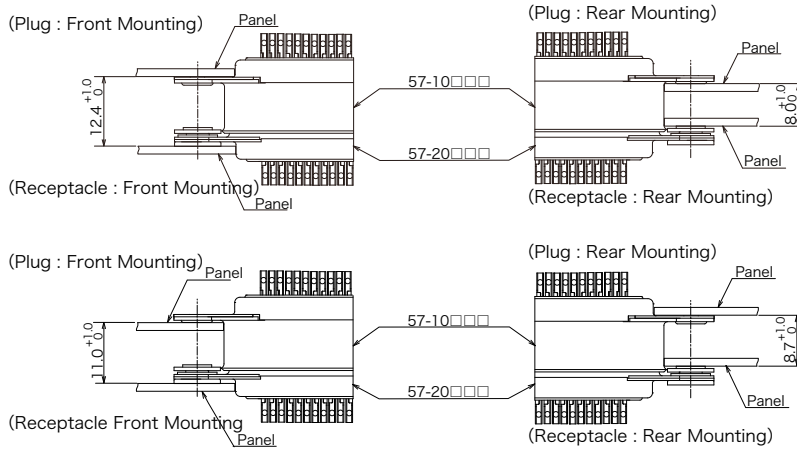 (Plug : Front Mounting)
Panel
12.4 +1.0 0
(Receptacle : Front Mounting)
Panel
57-10□□□
57-20□□□
(Plug : Rear Mounting)
Panel
8.0 +1.0 0
Panel
(Receptacle : Rear Mounting)
(Plug : Front Mounting)
Panel
11.0 +1.0 0
(Receptacle Front Mounting
Panel
57-10□□□
57-20□□□
(Plug : Rear Mounting)
Panel
8.7 +1.0 0
Panel
(Receptacle : Rear Mounting)